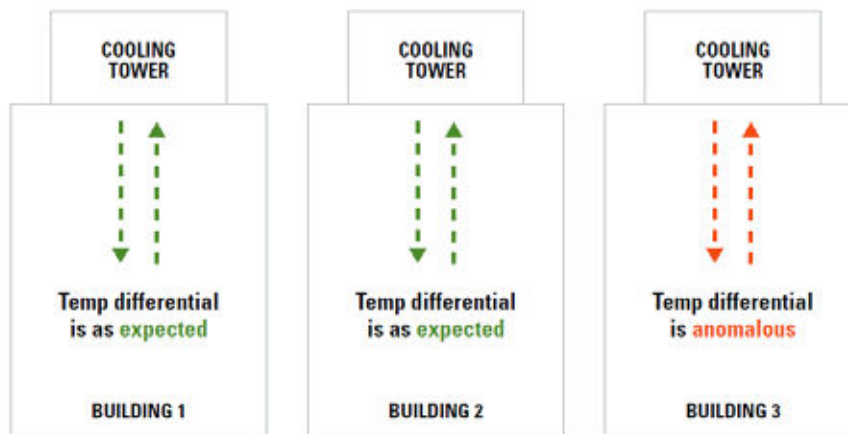 COOLING
TOWER
Temp differential
is as expected
BUILDING 1
COOLING
TOWER
Temp differential
is as expected
BUILDING 2
COOLING
TOWER
Temp differential
is anomalous
BUILDING 3